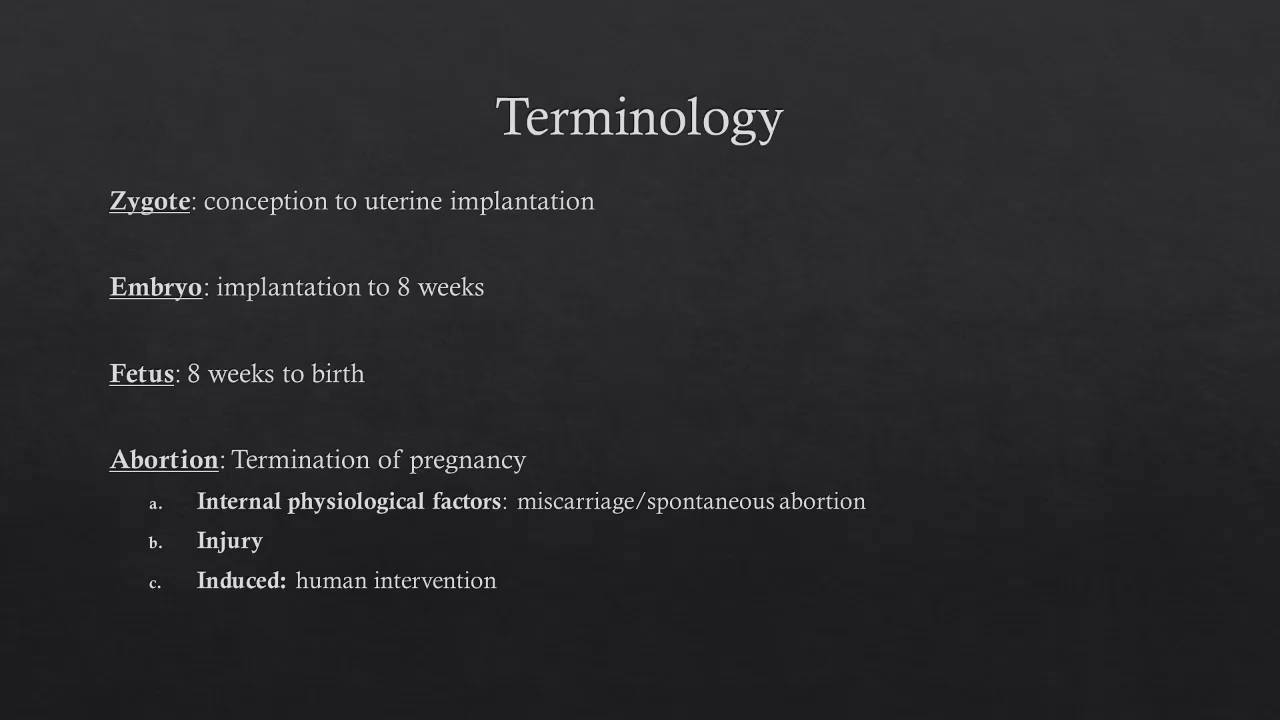 Terminology
Zygote: conception to uterine implantation
Embryo: implantation to 8 weeks
Fetus: 8 weeks to birth
Abortion: Termination of pregnancy
a. Internal physiological factors: miscarriage/spontaneous abortion
b. Injury
c. Induced: human intervention